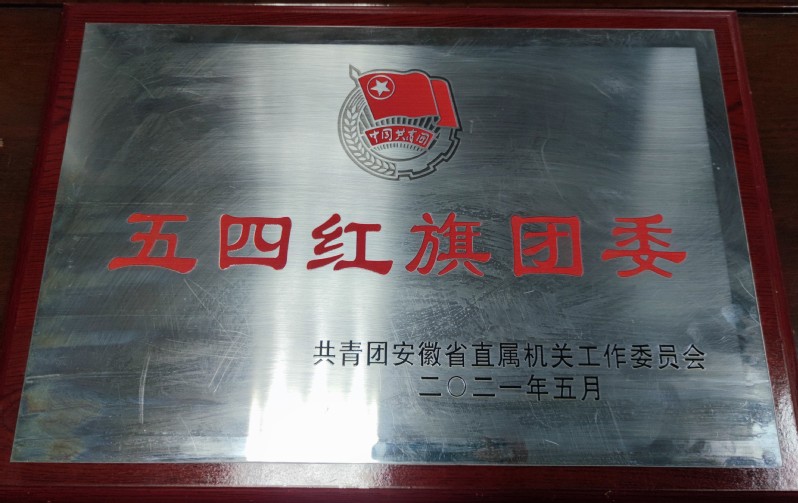 中国共青团
五四红旗团委
共青团安徽省直属机关工作委员会
二〇二一年五月